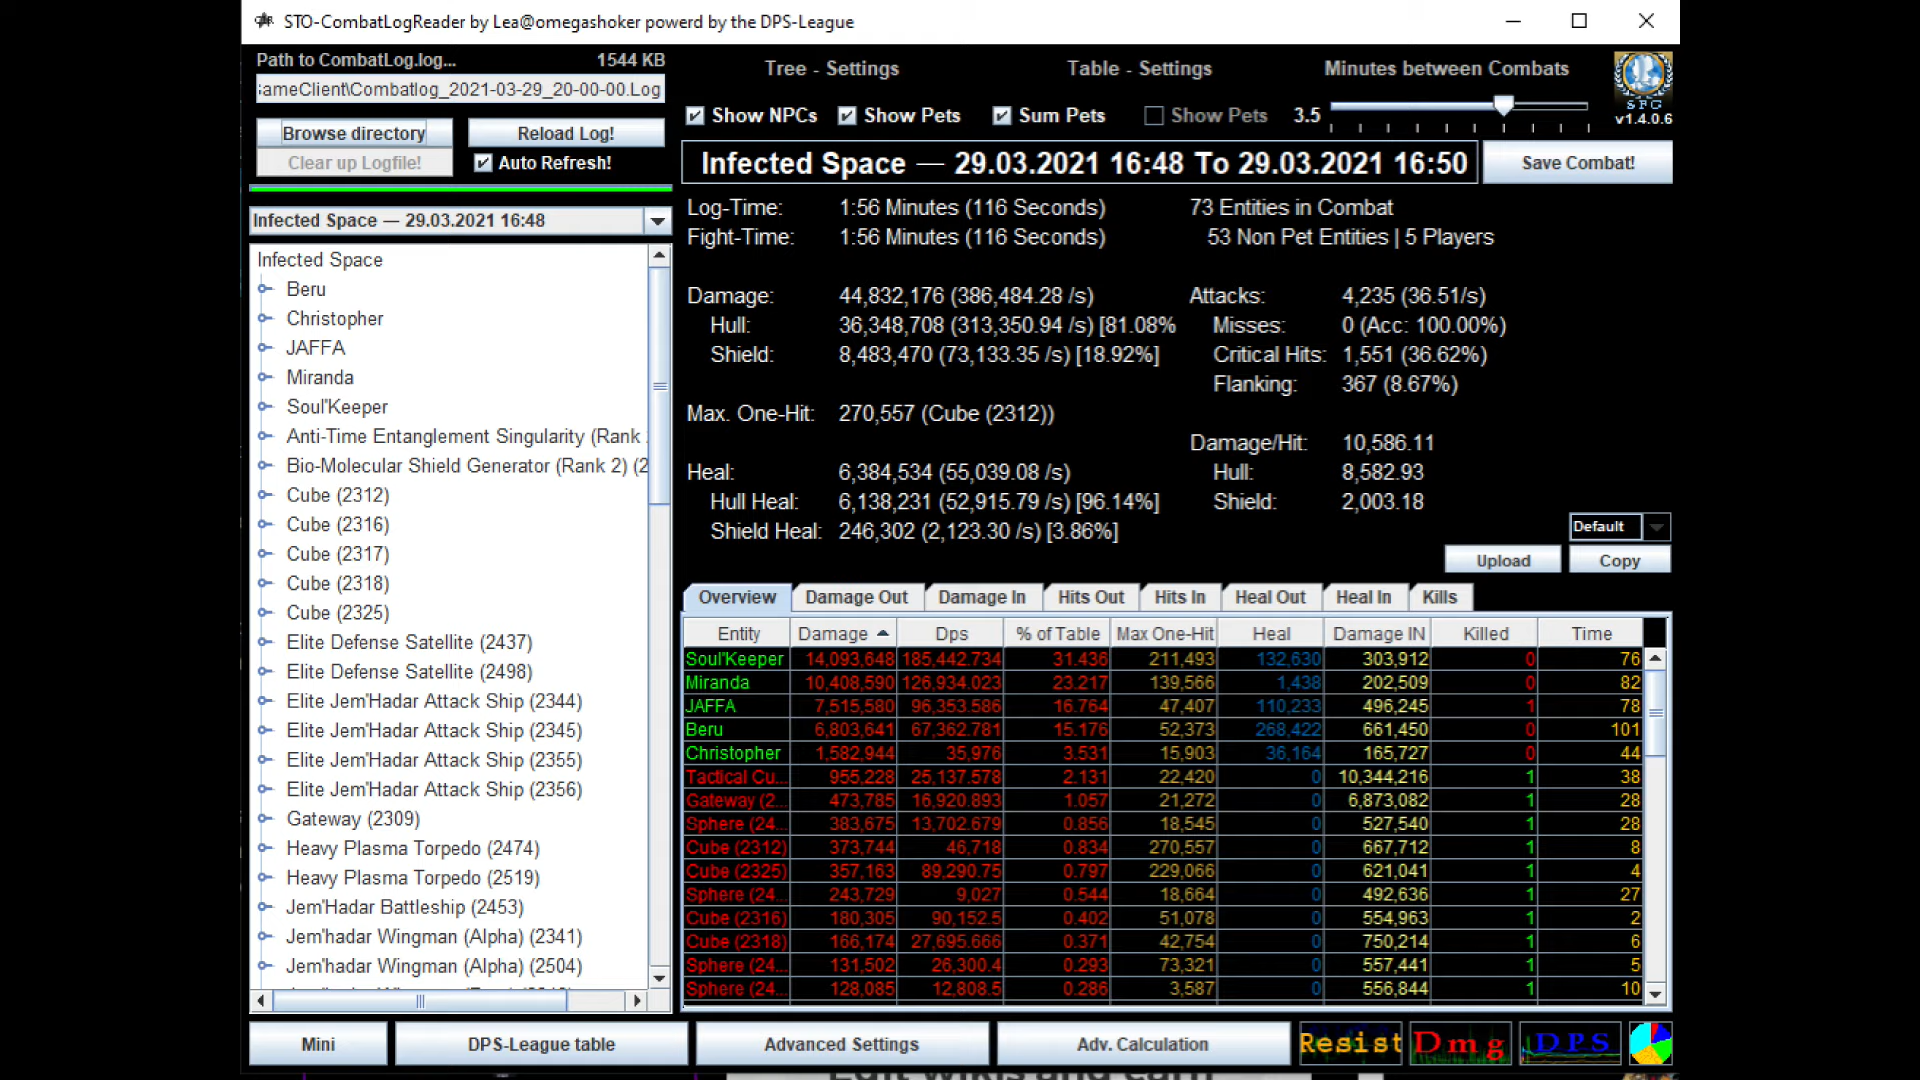 STO-CombatLogReader by Lea@omegashoker powerd by the DPS-League
Path to CombatLog.log... 1544 KB
ameClient\Combatlog_2021-03-29_20-00-00.Log
Browse directory Reload Log!
Clear up Logfile! Auto Refresh!
Tree - Settings Table - Settings Minutes between Combats
Show NPCs Show Pets Sum Pets Show Pets 3.5
SPG
v1.4.0.6
Infected Space — 29.03.2021 16:48 To 29.03.2021 16:50 Save Combat!
Infected Space — 29.03.2021 16:48
Infected Space
Beru
Christopher
JAFFA
Miranda
Soul'Keeper
Anti-Time Entanglement Singularity (Rank
Bio-Molecular Shield Generator (Rank 2) (2
Cube (2312)
Cube (2316)
Cube (2317)
Cube (2318)
Cube (2325)
Elite Defense Satellite (2437)
Elite Defense Satellite (2498)
Elite Jem'Hadar Attack Ship (2344)
Elite Jem'Hadar Attack Ship (2345)
Elite Jem'Hadar Attack Ship (2355)
Elite Jem'Hadar Attack Ship (2356)
Gateway (2309)
Heavy Plasma Torpedo (2474)
Heavy Plasma Torpedo (2519)
Jem'Hadar Battleship (2453)
Jem'hadar Wingman (Alpha) (2341)
Jem'hadar Wingman (Alpha) (2504)
Log-Time: 1:56 Minutes (116 Seconds) 73 Entities in Combat
Fight-Time: 1:56 Minutes (116 Seconds) 53 Non Pet Entities | 5 Players
Damage: 44,832,176 (386,484.28 /s) Attacks: 4,235 (36.51/s)
Hull: 36,348,708 (313,350.94 /s) [81.08% Misses: 0 (Acc: 100.00%)
Shield: 8,483,470 (73,133.35 /s) [18.92%] Critical Hits: 1,551 (36.62%)
Flanking: 367 (8.67%)
Max. One-Hit: 270,557 (Cube (2312))
Damage/Hit: 10,586.11
Heal: 6,384,534 (55,039.08 /s) Hull: 8,582.93
Hull Heal: 6,138,231 (52,915.79 /s) [96.14%] Shield: 2,003.18
Shield Heal: 246,302 (2,123.30 /s) [3.86%]
Default
Upload Copy
Overview Damage Out Damage In Hits Out Hits In Heal Out Heal In Kills
Entity Damage Dps % of Table Max One-Hit Heal Damage IN Killed Time
Soul'Keeper 14,093,648 185,442.734 31.436 211,493 132,630 303,912 0 76
Miranda 10,408,590 126,934.023 23.217 139,566 1,438 202,509 0 82
JAFFA 7,515,580 96,353.586 16.764 47,407 110,233 496,245 1 78
Beru 6,803,641 67,362.781 15.176 52,373 268,422 661,450 0 101
Christopher 1,582,944 35,976 3.531 15,903 36,164 165,727 0 44
Tactical Cu... 955,228 25,137.578 2.131 22,420 0 10,344,216 1 38
Gateway (2... 473,785 16,920.893 1.057 21,272 0 6,873,082 1 28
Sphere (24... 383,675 13,702.679 0.856 18,545 0 527,540 1 28
Cube (2312) 373,744 46,718 0.834 270,557 0 667,712 1 8
Cube (2325) 357,163 89,290.75 0.797 229,066 0 621,041 1 4
Sphere (24... 243,729 9,027 0.544 18,664 0 492,636 1 27
Cube (2316) 180,305 90,152.5 0.402 51,078 0 554,963 1 2
Cube (2318) 166,174 27,695.666 0.371 42,754 0 750,214 1 6
Sphere (24... 131,502 26,300.4 0.293 73,321 0 557,441 1 5
Sphere (24... 128,085 12,808.5 0.286 3,587 0 556,844 1 10
Mini DPS-League table Advanced Settings Adv. Calculation Resist Dmg DPS